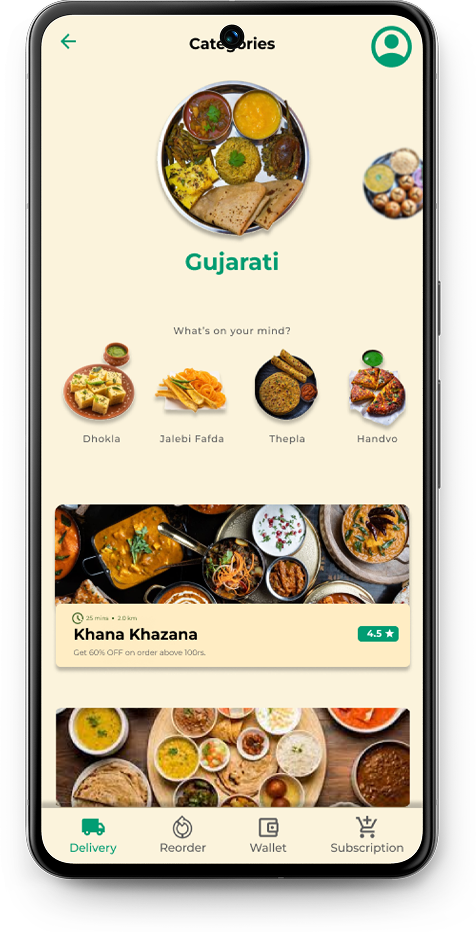 Categories
Gujarati
What's on your mind?
Dhokla
Jalebi Fafda
Thepla
Handvo
25 mins • 2.0 km
Khana Khazana
4.5 ★
Get 60% OFF on order above 100rs.
Delivery
Reorder
Wallet
Subscription